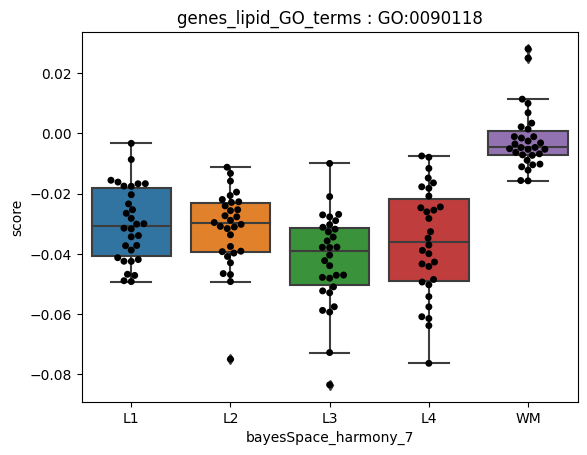 genes_lipid_GO_terms : GO:0090118
0.02
0.00
−0.02
−0.04
−0.06
−0.08
score
L1 L2 L3 L4 WM
bayesSpace_harmony_7